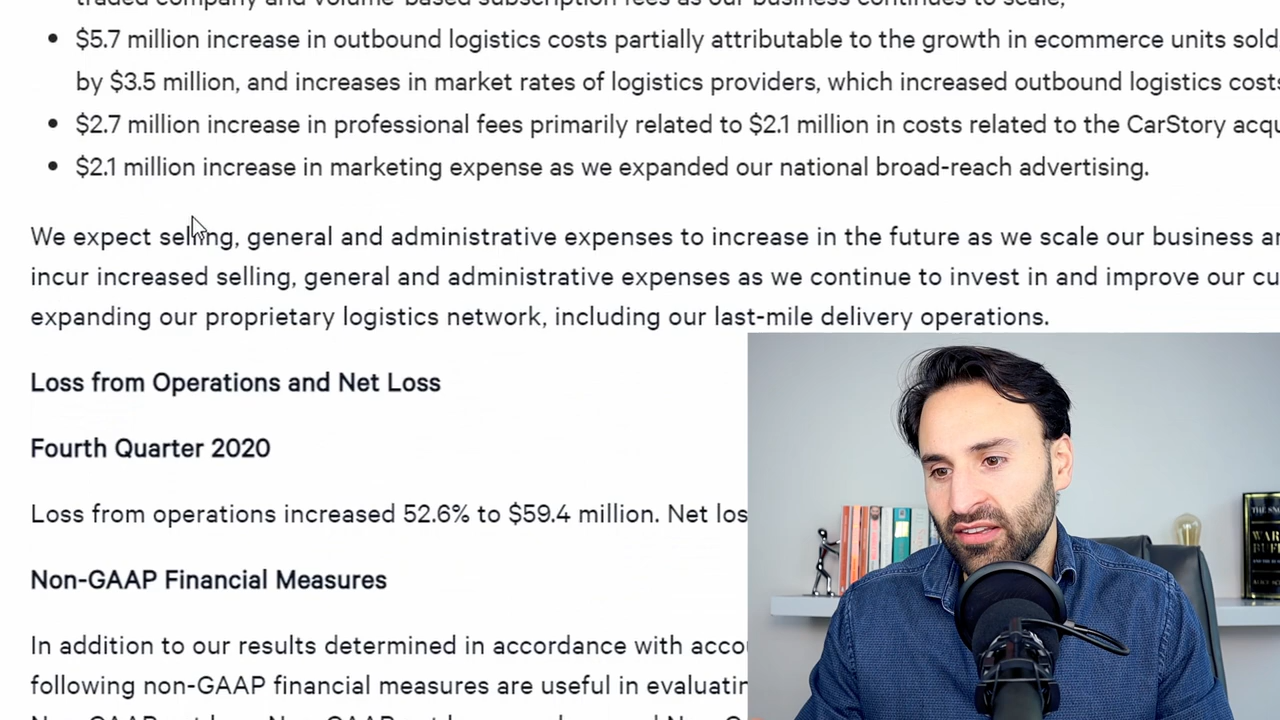 traded company and volume-based subscription fees as our business continues to scale;
• $5.7 million increase in outbound logistics costs partially attributable to the growth in ecommerce units sold
by $3.5 million, and increases in market rates of logistics providers, which increased outbound logistics costs
• $2.7 million increase in professional fees primarily related to $2.1 million in costs related to the CarStory acqu
• $2.1 million increase in marketing expense as we expanded our national broad-reach advertising.
We expect selling, general and administrative expenses to increase in the future as we scale our business an
incur increased selling, general and administrative expenses as we continue to invest in and improve our cu
expanding our proprietary logistics network, including our last-mile delivery operations.
Loss from Operations and Net Loss
Fourth Quarter 2020
Loss from operations increased 52.6% to $59.4 million. Net los
Non-GAAP Financial Measures
In addition to our results determined in accordance with acco
following non-GAAP financial measures are useful in evaluatin
THE SNO
WAR
BUF